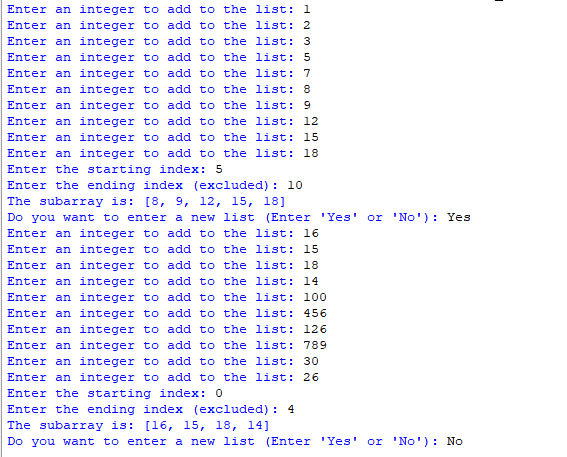 Enter an integer to add to the list: 1
Enter an integer to add to the list: 2
Enter an integer to add to the list: 3
Enter an integer to add to the list: 5
Enter an integer to add to the list: 7
Enter an integer to add to the list: 8
Enter an integer to add to the list: 9
Enter an integer to add to the list: 12
Enter an integer to add to the list: 15
Enter an integer to add to the list: 18
Enter the starting index: 5
Enter the ending index (excluded): 10
The subarray is: [8, 9, 12, 15, 18]
Do you want to enter a new list (Enter 'Yes' or 'No'): Yes
Enter an integer to add to the list: 16
Enter an integer to add to the list: 15
Enter an integer to add to the list: 18
Enter an integer to add to the list: 14
Enter an integer to add to the list: 100
Enter an integer to add to the list: 456
Enter an integer to add to the list: 126
Enter an integer to add to the list: 789
Enter an integer to add to the list: 30
Enter an integer to add to the list: 26
Enter the starting index: 0
Enter the ending index (excluded): 4
The subarray is: [16, 15, 18, 14]
Do you want to enter a new list (Enter 'Yes' or 'No'): No